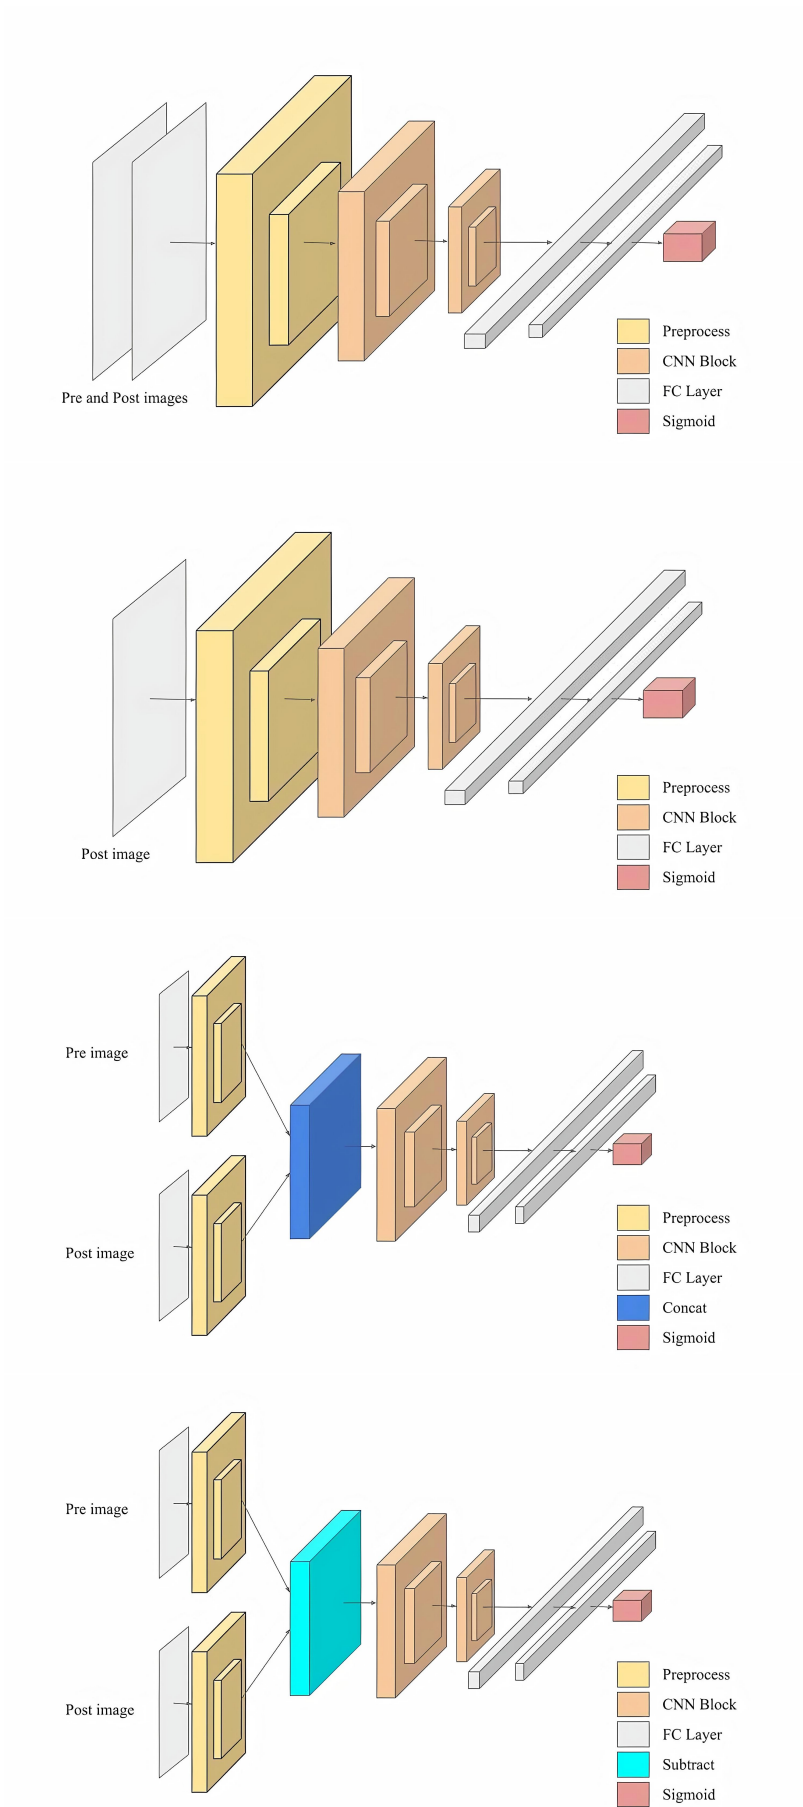 Pre and Post images
Preprocess
CNN Block
FC Layer
Sigmoid
Post image
Preprocess
CNN Block
FC Layer
Sigmoid
Pre image
Post image
Preprocess
CNN Block
FC Layer
Concat
Sigmoid
Pre image
Post image
Preprocess
CNN Block
FC Layer
Subtract
Sigmoid